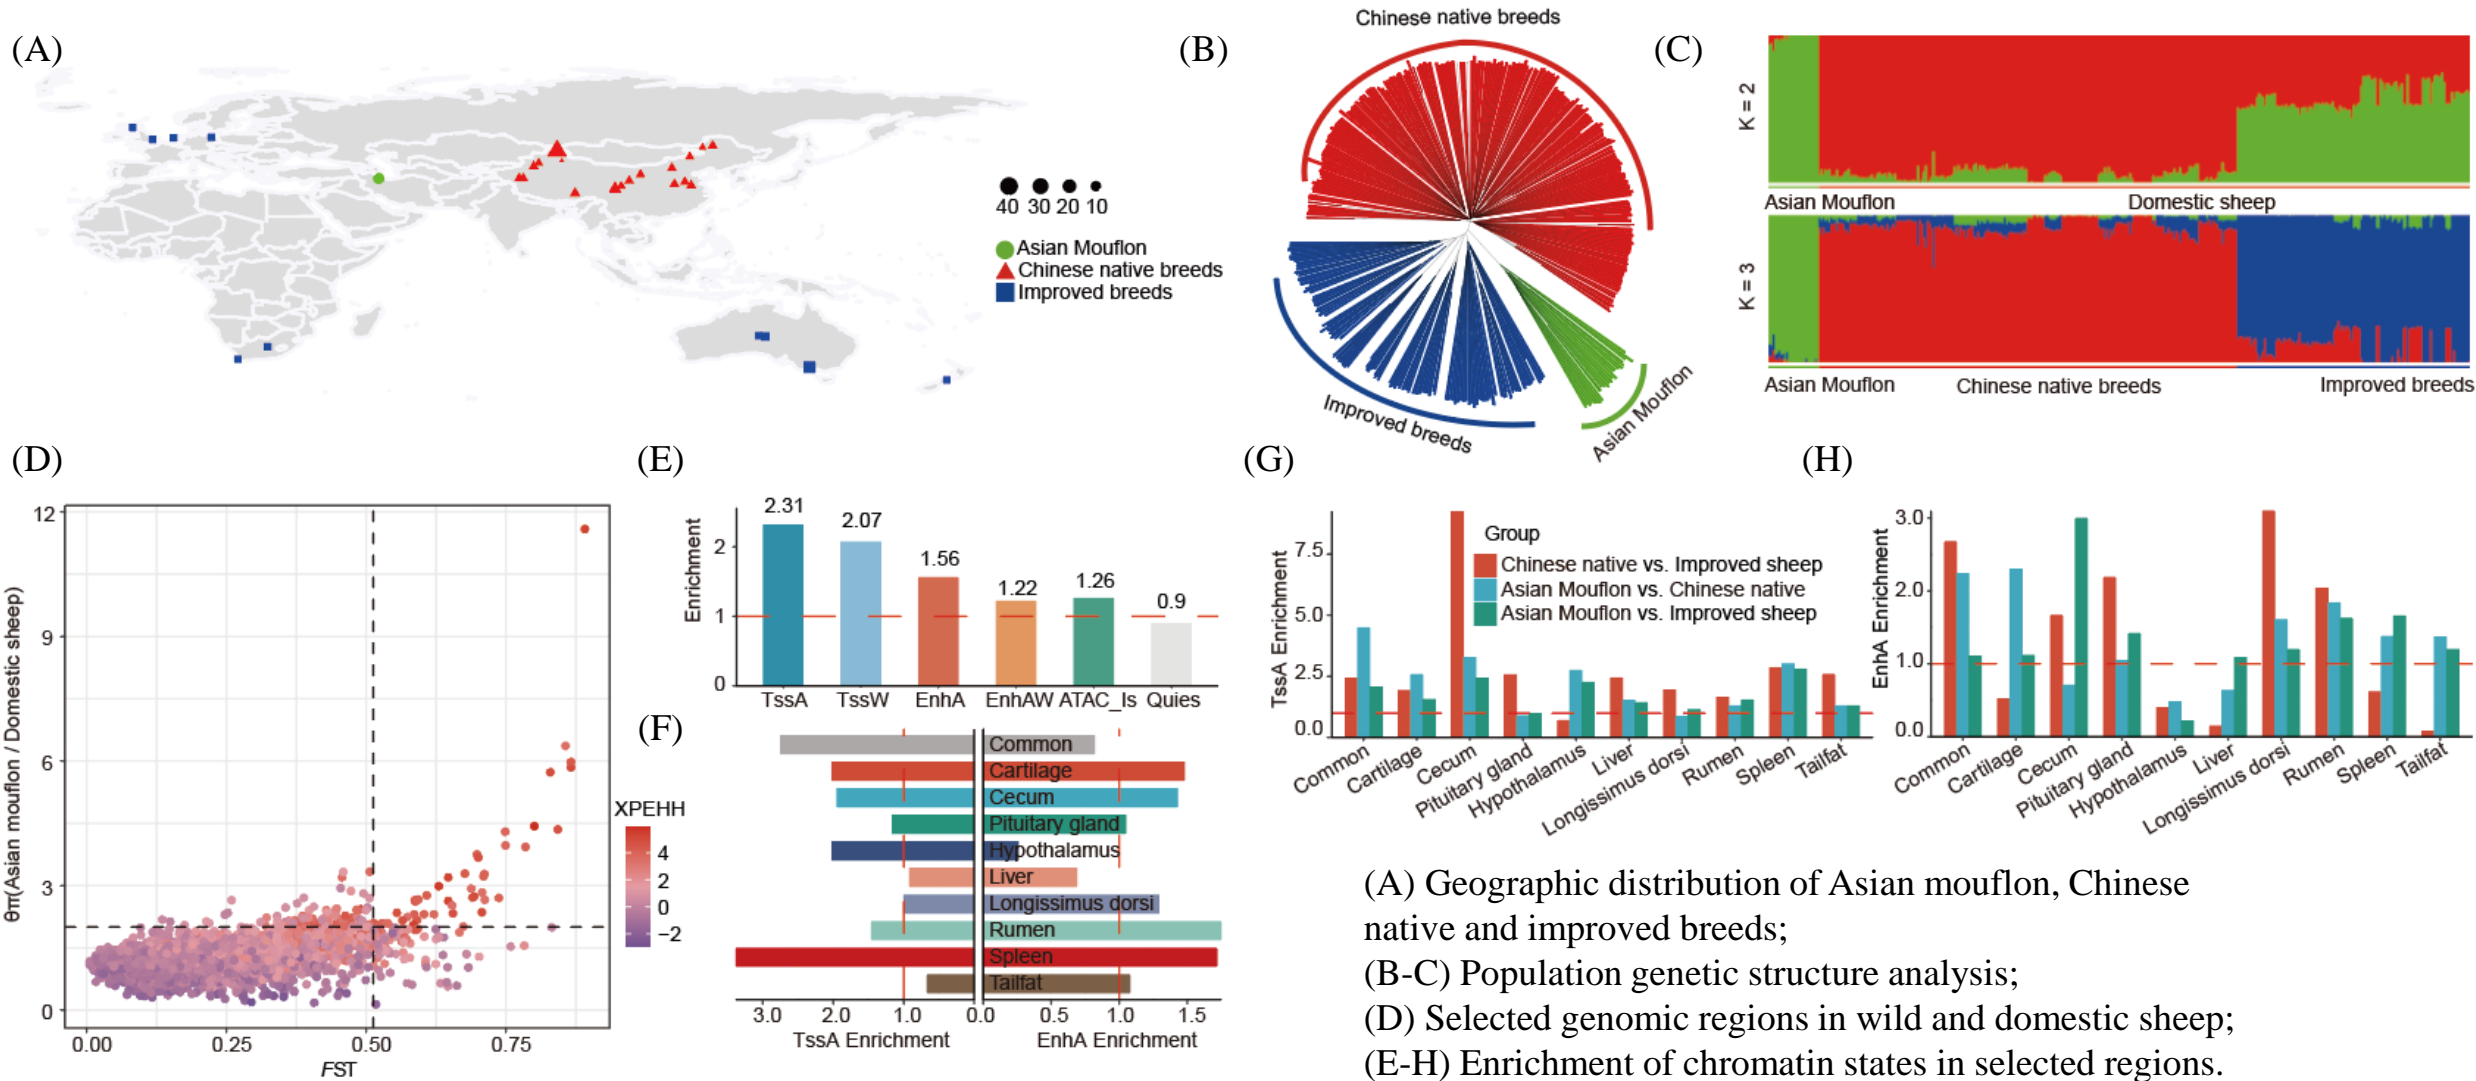 (A)
40 30 20 10
Asian Mouflon
Chinese native breeds
Improved breeds
(B)
Chinese native breeds
Improved breeds
Asian Mouflon
(C)
K = 2
Asian Mouflon
Domestic sheep
K = 3
Asian Mouflon
Chinese native breeds
Improved breeds
(D)
θπ(Asian mouflon / Domestic sheep)
12
9
6
3
0
0.00 0.25 0.50 0.75
FST
XPEHH
4
2
0
−2
(E)
Enrichment
2
1
0
2.31
2.07
1.56
1.22
1.26
0.9
TssA TssW EnhA EnhAW ATAC_Is Quies
(F)
Common
Cartilage
Cecum
Pituitary gland
Hypothalamus
Liver
Longissimus dorsi
Rumen
Spleen
Tailfat
3.0 2.0 1.0 0.0 0.5 1.0 1.5
TssA Enrichment
EnhA Enrichment
(G)
TssA Enrichment
7.5
5.0
2.5
0.0
Group
Chinese native vs. Improved sheep
Asian Mouflon vs. Chinese native
Asian Mouflon vs. Improved sheep
Common
Cartilage
Cecum
Pituitary gland
Hypothalamus
Liver
Longissimus dorsi
Rumen
Spleen
Tailfat
(H)
EnhA Enrichment
3.0
2.0
1.0
0.0
Common
Cartilage
Cecum
Pituitary gland
Hypothalamus
Liver
Longissimus dorsi
Rumen
Spleen
Tailfat
(A) Geographic distribution of Asian mouflon, Chinese
native and improved breeds;
(B-C) Population genetic structure analysis;
(D) Selected genomic regions in wild and domestic sheep;
(E-H) Enrichment of chromatin states in selected regions.